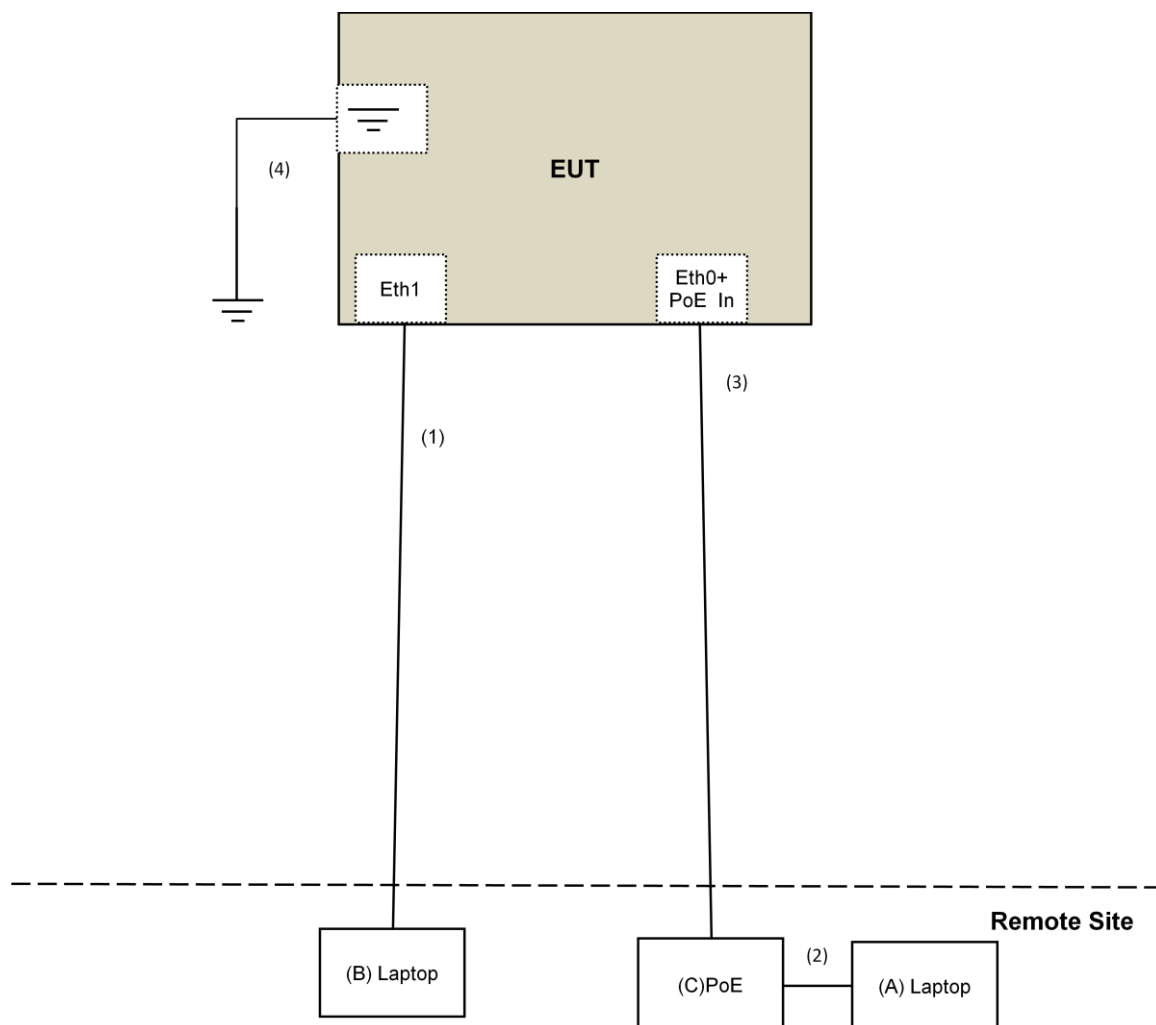 EUT
(4)
Eth1
Eth0+
PoE In
(3)
(1)
Remote Site
(B) Laptop
(C)PoE
(2)
(A) Laptop